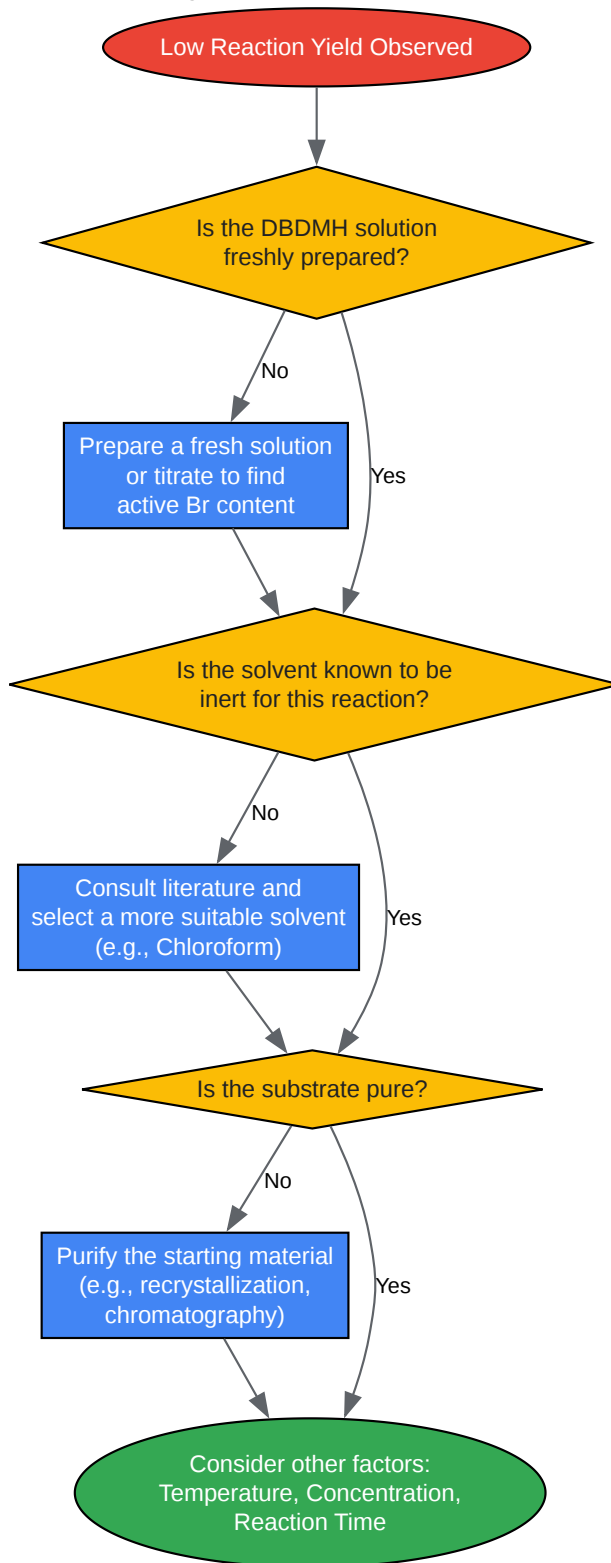 Low Reaction Yield Observed
Is the DBDMH solution
freshly prepared?
No
Prepare a fresh solution
or titrate to find
active Br content
Yes
Is the solvent known to be
inert for this reaction?
No
Consult literature and
select a more suitable solvent
(e.g., Chloroform)
Yes
Is the substrate pure?
No
Purify the starting material
(e.g., recrystallization,
chromatography)
Yes
Consider other factors:
Temperature, Concentration,
Reaction Time